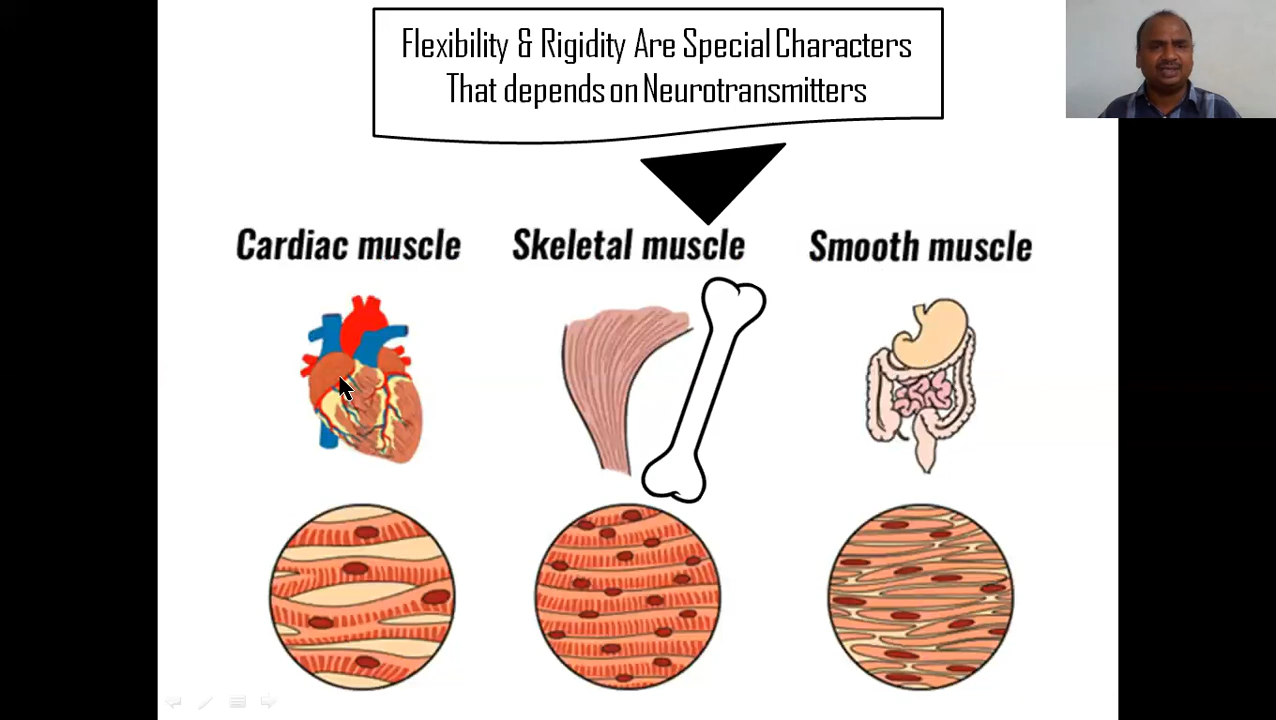 Flexibility & Rigidity Are Special Characters
That depends on Neurotransmitters
Cardiac muscle
Skeletal muscle
Smooth muscle